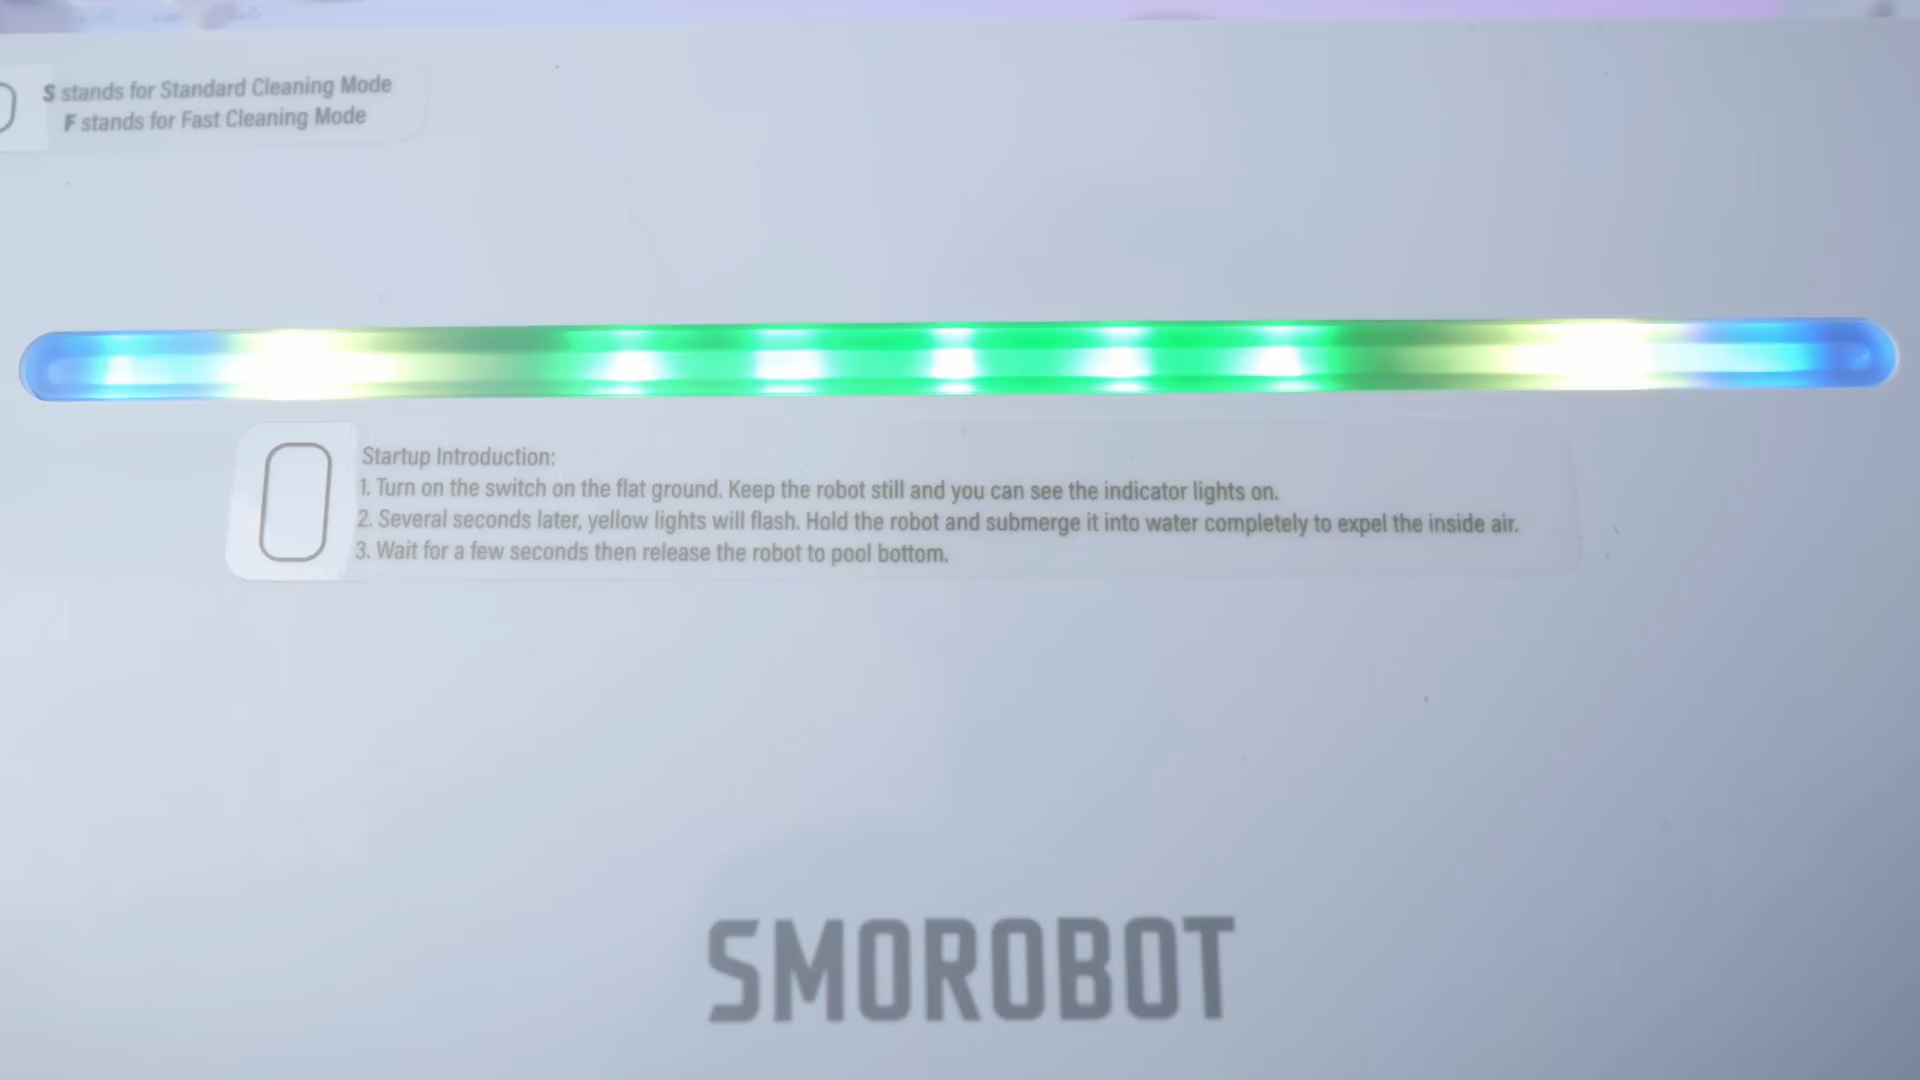 S stands for Standard Cleaning Mode
F stands for Fast Cleaning Mode
Startup Introduction:
1. Turn on the switch on the flat ground. Keep the robot still and you can see the indicator lights on.
2. Several seconds later, yellow lights will flash. Hold the robot and submerge it into water completely to expel the inside air.
3. Wait for a few seconds then release the robot to pool bottom.
SMOROBOT